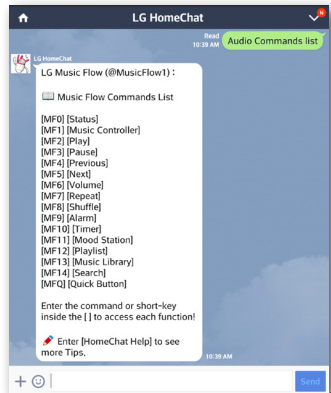 LG HomeChat
Read
10:39 AM
Audio Commands list
LG HomeChat
LG Music Flow (@MusicFlow1) :
Music Flow Commands List
[MF0] [Status]
[MF1] [Music Controller]
[MF2] [Play]
[MF3] [Pause]
[MF4] [Previous]
[MF5] [Next]
[MF6] [Volume]
[MF7] [Repeat]
[MF8] [Shuffle]
[MF9] [Alarm]
[MF10] [Timer]
[MF11] [Mood Station]
[MF12] [Playlist]
[MF13] [Music Library]
[MF14] [Search]
[MFQ] [Quick Button]
Enter the command or short-key
inside the [ ] to access each function!
Enter [HomeChat Help] to see
more Tips.
10:39 AM
Send